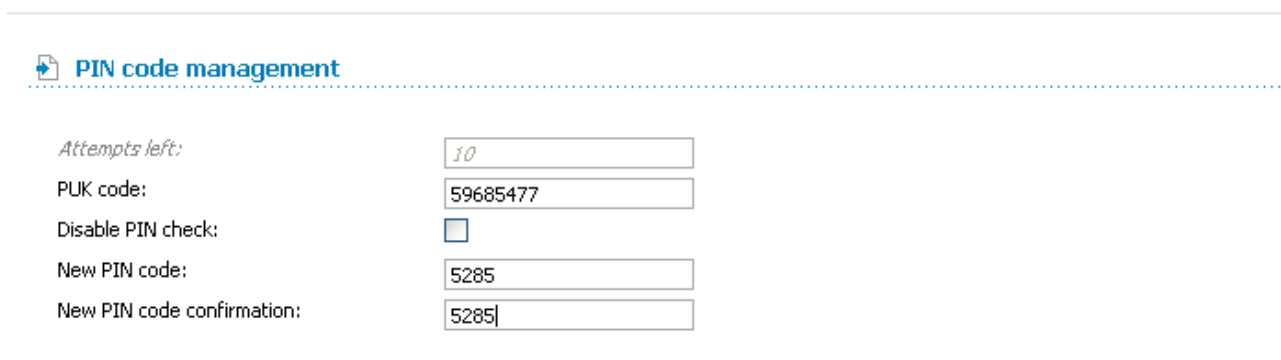 PIN code management
Attempts left: 10
PUK code: 59685477
Disable PIN check:
New PIN code: 5285
New PIN code confirmation: 5285